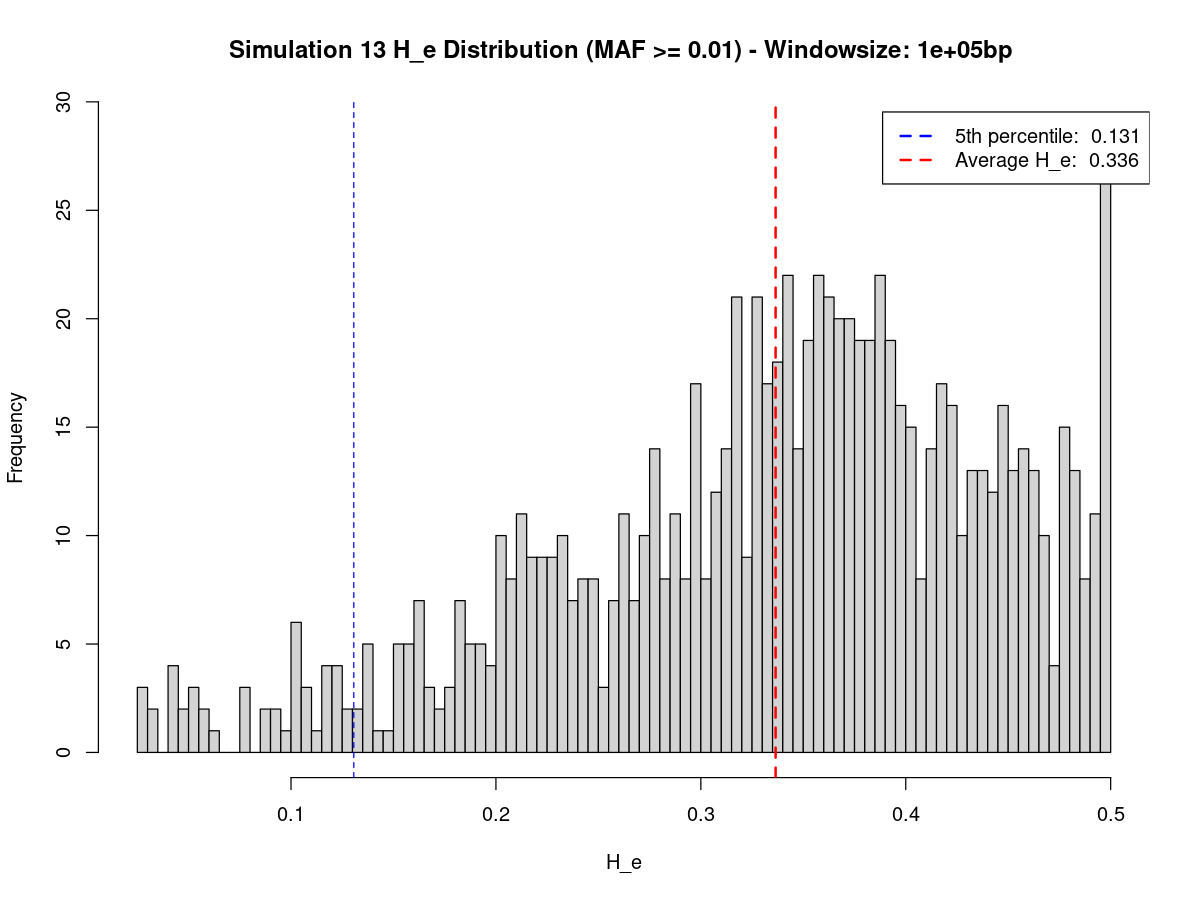 Simulation 13 H_e Distribution (MAF >= 0.01) - Windowsize: 1e+05bp
5th percentile: 0.131
Average H_e: 0.336
Frequency
30
25
20
15
10
5
0
0.1 0.2 0.3 0.4 0.5
H_e